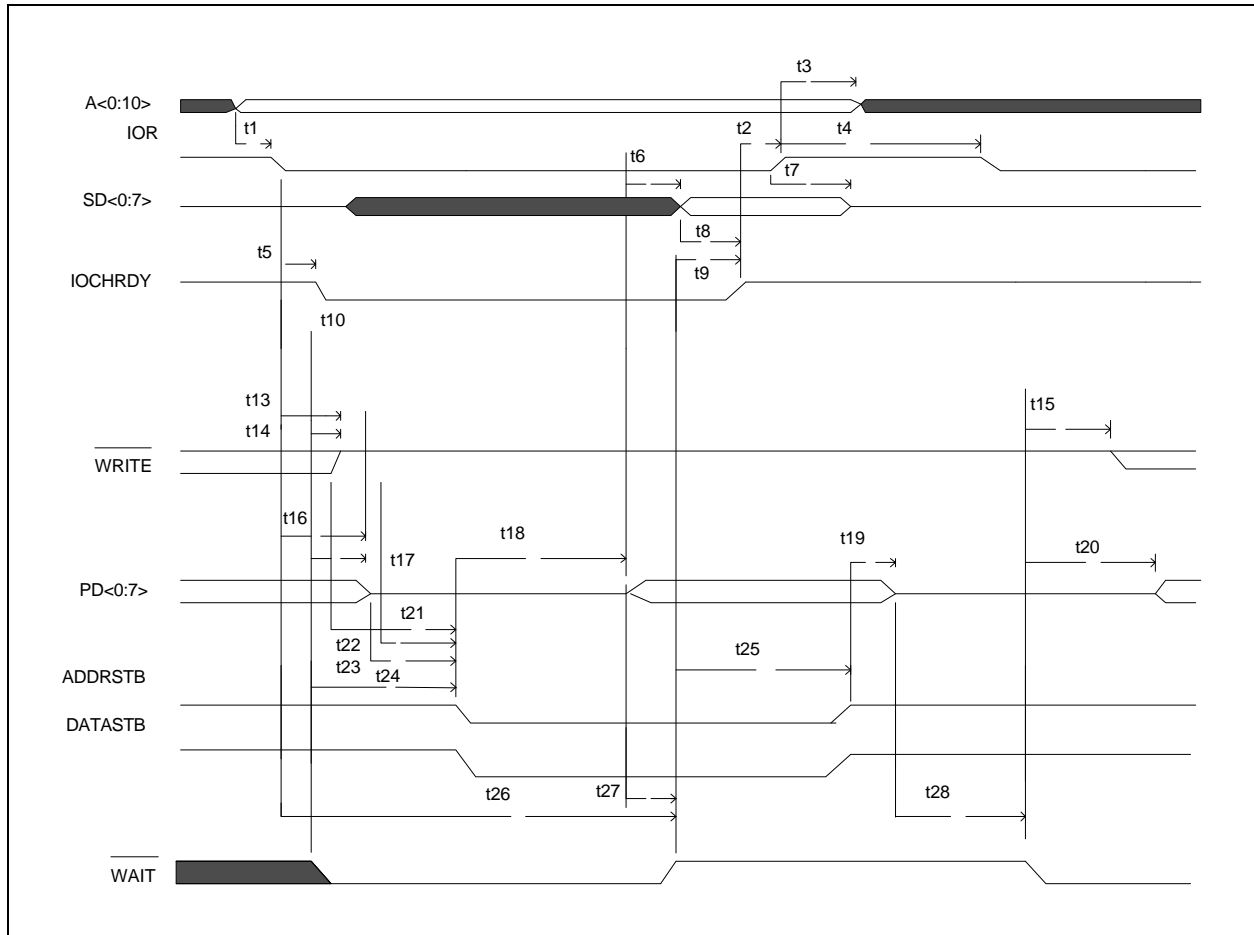 t3
A<0:10>
t1
t2
t4
IOR
t6
t7
SD<0:7>
t8
t5
t9
IOCHRDY
t10
t13
t15
t14
WRITE
t16
t18
t19
t17
t20
PD<0:7>
t21
t22
t23
t25
t24
ADDRSTB
DATASTB
t26
t27
t28
WAIT